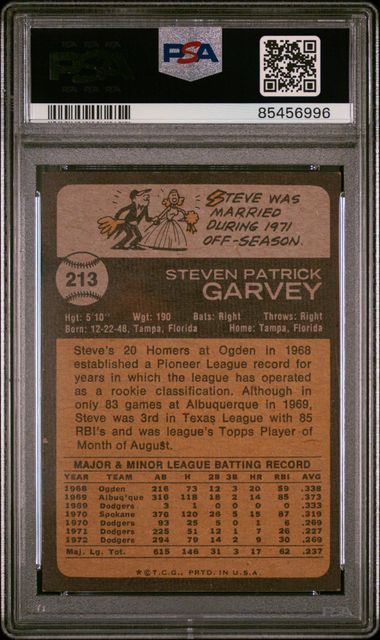 PSA
85456996
STEVE WAS
MARRIED
DURING 1971
OFF-SEASON.
213
STEVEN PATRICK
GARVEY
Hgt: 5'10" Wgt: 190 Bats: Right Throws: Right
Born: 12-22-48, Tampa, Florida Home: Tampa, Florida
Steve's 20 Homers at Ogden in 1968
established a Pioneer League record for
years in which the league has operated
as a rookie classification. Although in
only 83 games at Albuquerque in 1969,
Steve was 3rd in Texas League with 85
RBI's and was league's Topps Player of
Month of August.
MAJOR & MINOR LEAGUE BATTING RECORD
YEAR TEAM AB H 2B 3B HR RBI AVG
1968 Ogden 216 73 12 3 20 59 .338
1969 Albuq'que 316 118 18 2 14 85 .373
1969 Dodgers 3 1 0 0 0 0 .333
1970 Spokane 376 120 26 5 15 87 .319
1970 Dodgers 93 25 5 0 1 6 .269
1971 Dodgers 225 51 12 1 7 26 .227
1972 Dodgers 294 79 14 2 9 30 .269
Maj. Lg. Tot. 615 146 31 3 17 62 .237
*© T.C.G., PRTD. IN U.S.A.